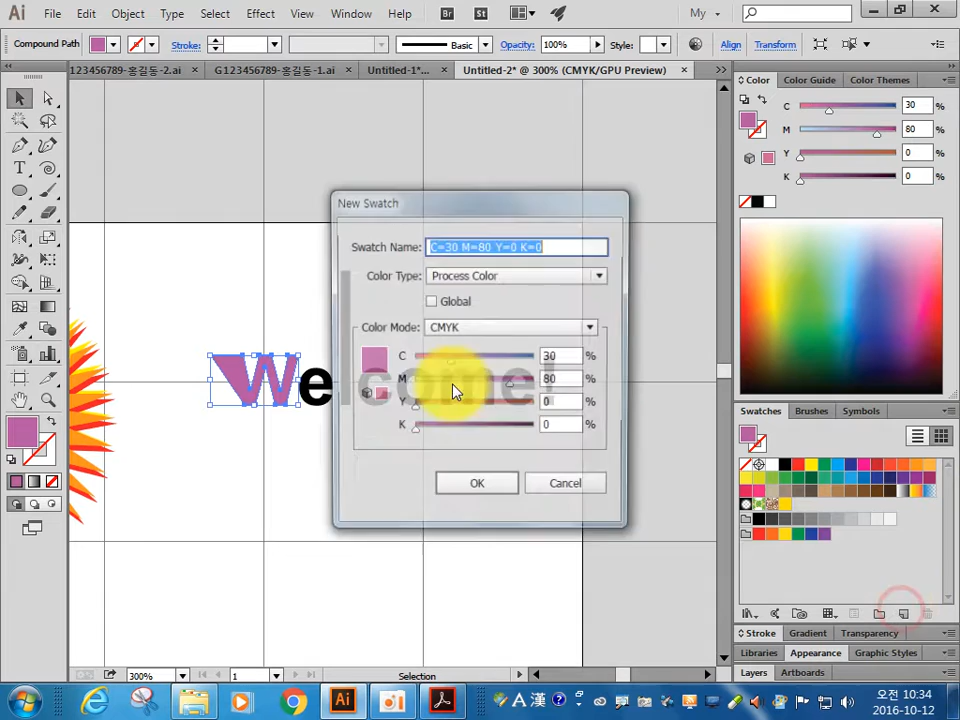 Ai File Edit Object Type Select Effect View Window Help Br St My
Compound Path Stroke: Basic Opacity: 100% Style: Align Transform
123456789-홍길동-2.ai × G123456789-홍길동-1.ai × Untitled-1* ... × Untitled-2* @ 300% (CMYK/GPU Preview) ×
Color Color Guide Color Themes
C 30 %
M 80 %
Y 0 %
K 0 %
New Swatch
Swatch Name: C=30 M=80 Y=0 K=0
Color Type: Process Color
Global
Color Mode: CMYK
C 30 %
M 80 %
Y 0 %
K 0 %
OK Cancel
Welcome!
Swatches Brushes Symbols
Stroke Gradient Transparency
Libraries Appearance Graphic Styles
Layers Artboards
300% 1 Selection
Ai A 漢 ? 오전 10:34
2016-10-12